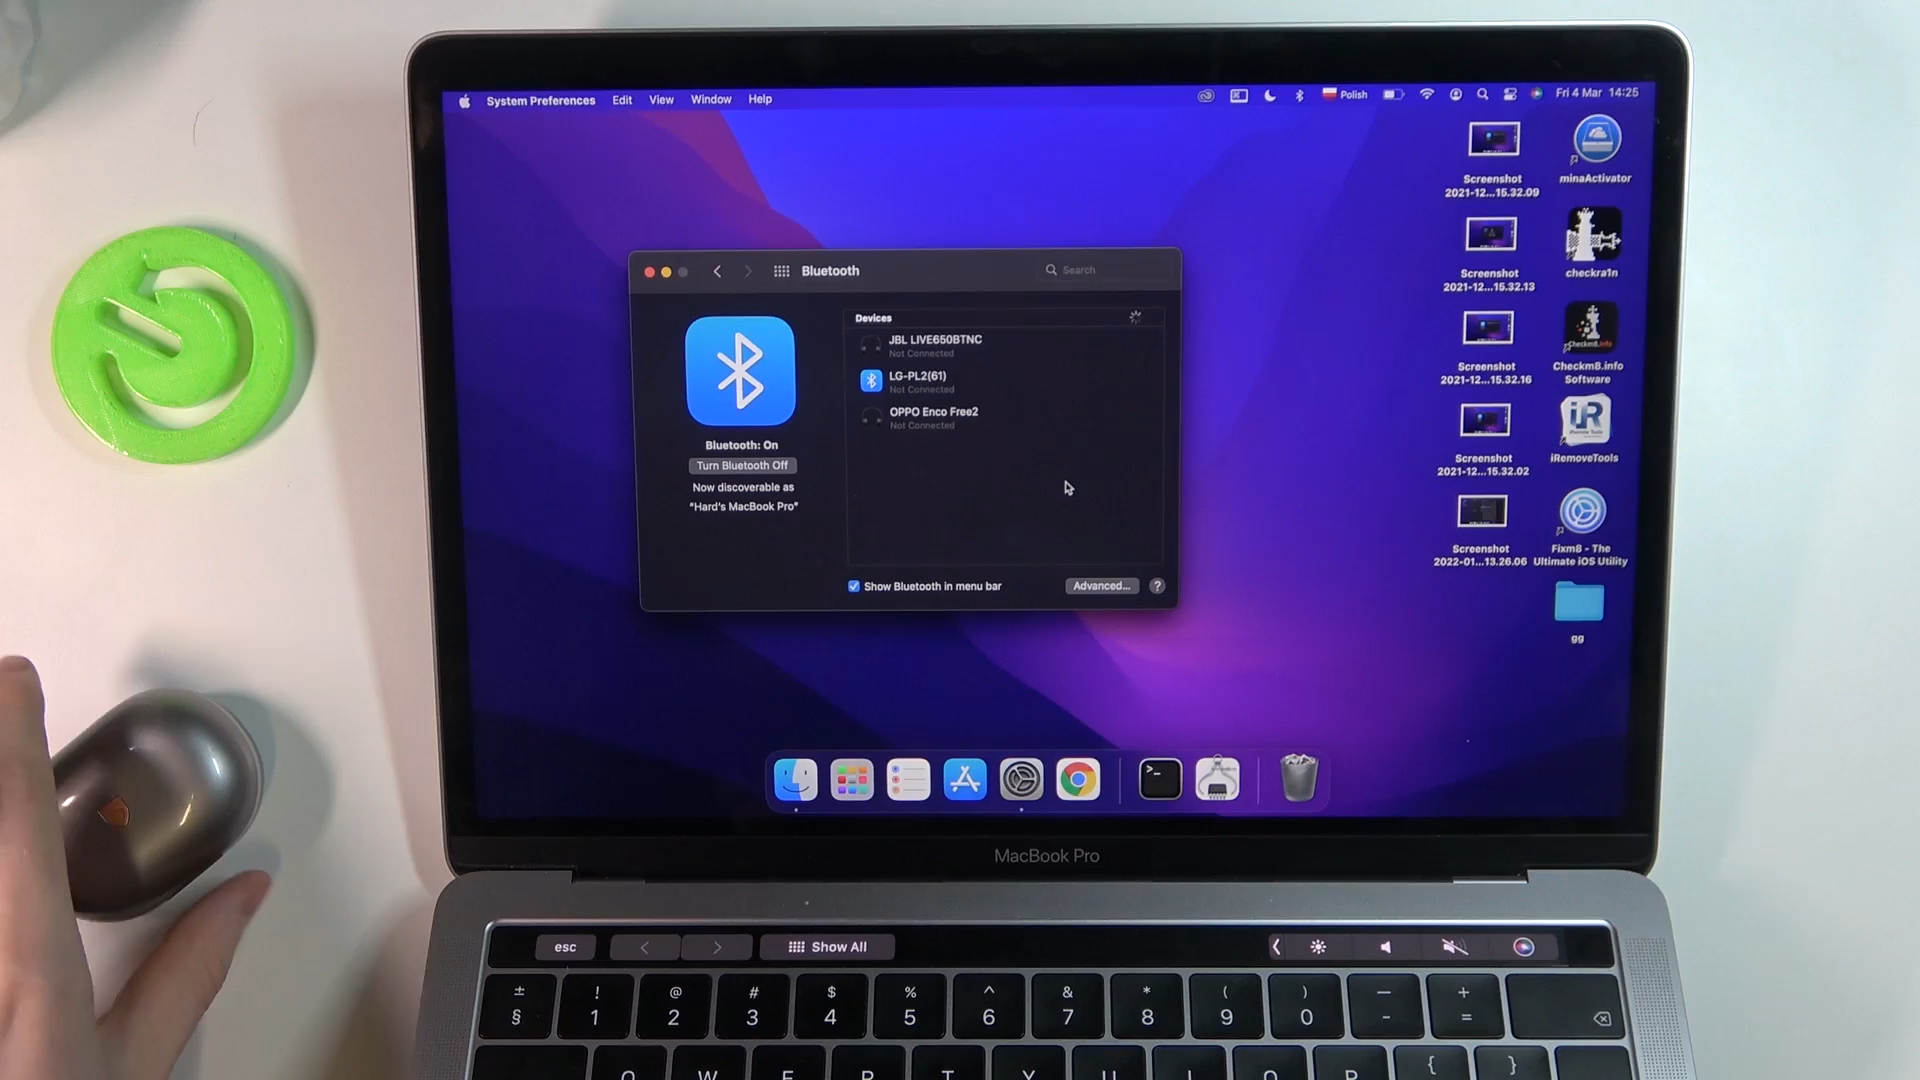 System Preferences Edit View Window Help
Polish Fri 4 Mar 14:25
Bluetooth
Search
Devices
JBL LIVE650BTNC
Not Connected
LG-PL2(61)
Not Connected
OPPO Enco Free2
Not Connected
Bluetooth: On
Turn Bluetooth Off
Now discoverable as
“Hard's MacBook Pro”
Show Bluetooth in menu bar
Advanced...
?
Screenshot
2021-12...15.32.09
minaActivator
Screenshot
2021-12...15.32.13
checkra1n
Screenshot
2021-12...15.32.16
Checkm8.info
Checkm8.info
Software
Screenshot
2021-12...15.32.02
iR
iRemoveTools
Screenshot
2022-01...13.26.06
Fixm8 - The
Ultimate iOS Utility
gg
MacBook Pro
esc < > Show All
± ! @ # $ % ^ & * ( ) — +
§ 1 2 3 4 5 6 7 8 9 0 - =
Q W E R T Y U I O P { }